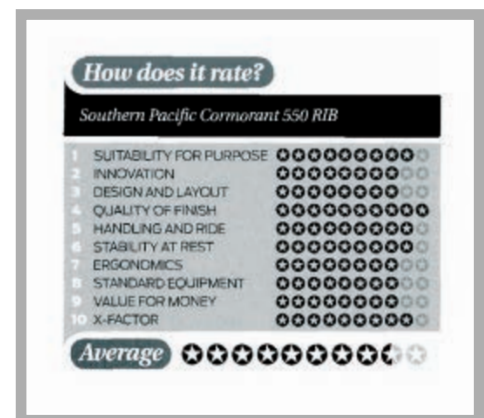 How does it rate?
Southern Pacific Cormorant 550 RIB
1 SUITABILITY FOR PURPOSE
2 INNOVATION
3 DESIGN AND LAYOUT
4 QUALITY OF FINISH
5 HANDLING AND RIDE
6 STABILITY AT REST
7 ERGONOMICS
8 STANDARD EQUIPMENT
9 VALUE FOR MONEY
10 X-FACTOR
Average